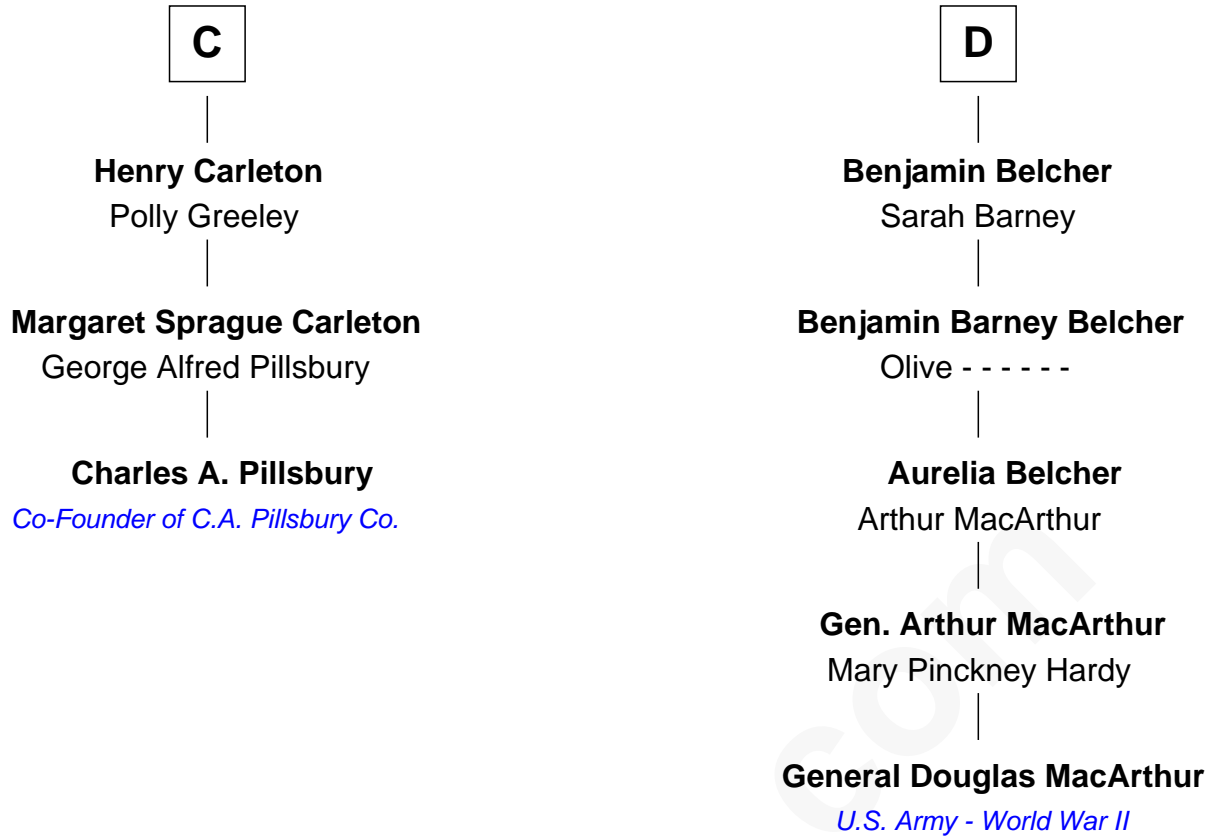 C
Henry Carleton
Polly Greeley
Margaret Sprague Carleton
George Alfred Pillsbury
Charles A. Pillsbury
Co-Founder of C.A. Pillsbury Co.
D
Benjamin Belcher
Sarah Barney
Benjamin Barney Belcher
Olive - - - - - -
Aurelia Belcher
Arthur MacArthur
Gen. Arthur MacArthur
Mary Pinckney Hardy
General Douglas MacArthur
U.S. Army - World War II
com